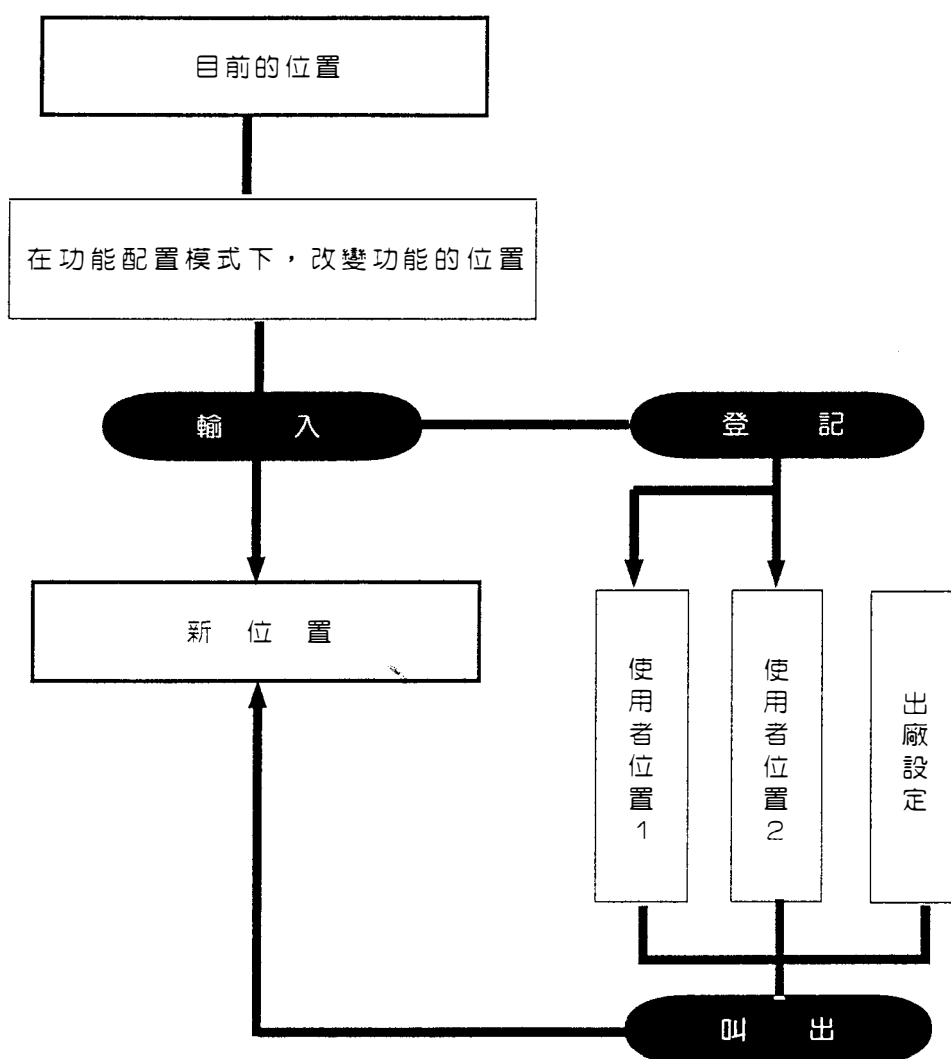 目前的位置
在功能配置模式下，改變功能的位置
輸 入
登 記
新 位 置
使用者位置1
使用者位置2
出廠設定
叫 出